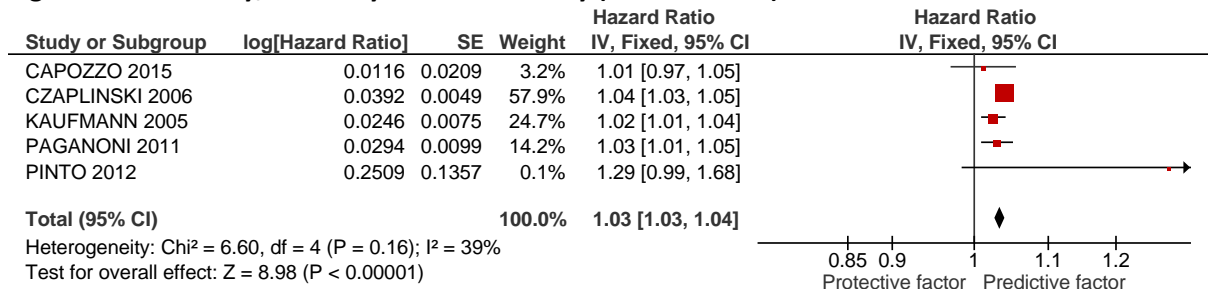 Hazard Ratio Hazard Ratio
Study or Subgroup log[Hazard Ratio] SE Weight IV, Fixed, 95% CI IV, Fixed, 95% CI
CAPOZZO 2015 0.0116 0.0209 3.2% 1.01 [0.97, 1.05]
CZAPLINSKI 2006 0.0392 0.0049 57.9% 1.04 [1.03, 1.05]
KAUFMANN 2005 0.0246 0.0075 24.7% 1.02 [1.01, 1.04]
PAGANONI 2011 0.0294 0.0099 14.2% 1.03 [1.01, 1.05]
PINTO 2012 0.2509 0.1357 0.1% 1.29 [0.99, 1.68]
Total (95% CI) 100.0% 1.03 [1.03, 1.04]
Heterogeneity: Chi² = 6.60, df = 4 (P = 0.16); I² = 39%
Test for overall effect: Z = 8.98 (P < 0.00001)
0.85 0.9 1 1.1 1.2
Protective factor Predictive factor